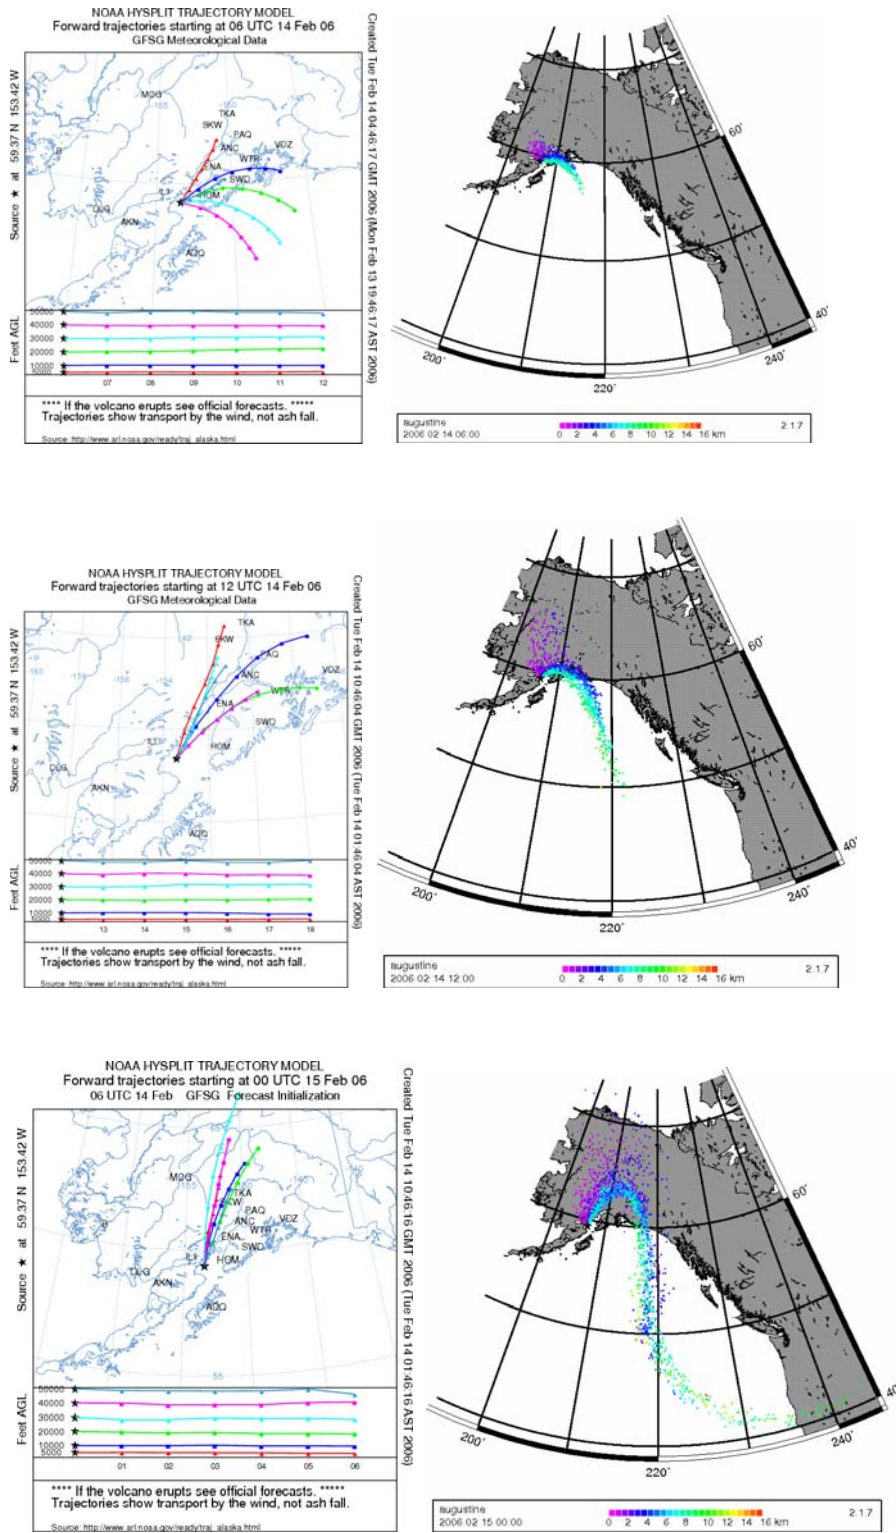 NOAA HYSPLIT TRAJECTORY MODEL
Forward trajectories starting at 06 UTC 14 Feb 06
GFSG Meteorological Data
Source ★ at 59.37 N 153.42 W
MCG
-155
-150
-145
TKA
SKW
PAQ
ANC
VDZ
WTR
ENA
SWD
ILI
HOM
DLG
AKN
ADQ
Feet AGL
50000
40000
30000
20000
10000
5000
07 08 09 10 11 12
**** If the volcano erupts see official forecasts. *****
Trajectories show transport by the wind, not ash fall.
Source: http://www.arl.noaa.gov/ready/traj_alaska.html
Created Tue Feb 14 04:46:17 GMT 2006 (Mon Feb 13 19:46:17 AST 2006)
60°
40°
200°
220°
240°
augustine
2006 02 14 06:00
0 2 4 6 8 10 12 14 16 km
2.1.7
NOAA HYSPLIT TRAJECTORY MODEL
Forward trajectories starting at 12 UTC 14 Feb 06
GFSG Meteorological Data
Source ★ at 59.37 N 153.42 W
TKA
SKW
PAQ
ANC
VDZ
WTR
ENA
SWD
ILI
HOM
DLG
AKN
ADQ
Feet AGL
50000
40000
30000
20000
10000
5000
13 14 15 16 17 18
**** If the volcano erupts see official forecasts. *****
Trajectories show transport by the wind, not ash fall.
Source: http://www.arl.noaa.gov/ready/traj_alaska.html
Created Tue Feb 14 10:46:04 GMT 2006 (Tue Feb 14 01:46:04 AST 2006)
60°
40°
200°
220°
240°
augustine
2006 02 14 12:00
0 2 4 6 8 10 12 14 16 km
2.1.7
NOAA HYSPLIT TRAJECTORY MODEL
Forward trajectories starting at 00 UTC 15 Feb 06
06 UTC 14 Feb GFSG Forecast Initialization
Source ★ at 59.37 N 153.42 W
MCG
-155
-145
TKA
SKW
PAQ
ANC
VDZ
WTR
ENA
SWD
ILI
HOM
DLG
AKN
ADQ
55
Feet AGL
50000
40000
30000
20000
10000
5000
01 02 03 04 05 06
**** If the volcano erupts see official forecasts. *****
Trajectories show transport by the wind, not ash fall.
Source: http://www.arl.noaa.gov/ready/traj_alaska.html
Created Tue Feb 14 10:46:16 GMT 2006 (Tue Feb 14 01:46:16 AST 2006)
60°
200°
220°
240°
augustine
2006 02 15 00:00
0 2 4 6 8 10 12 14 16 km
2.1.7